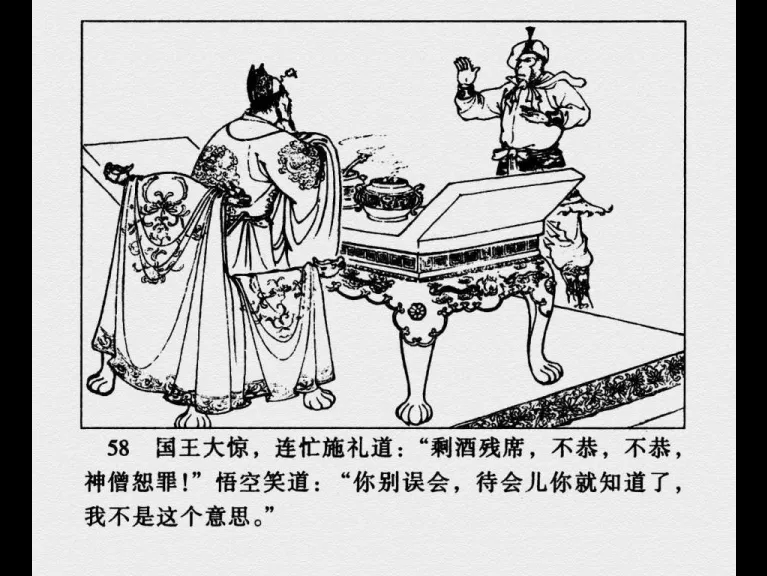 58 国王大惊，连忙施礼道：“剩酒残席，不恭，不恭，
神僧恕罪！”悟空笑道：“你别误会，待会儿你就知道了，
我不是这个意思。”